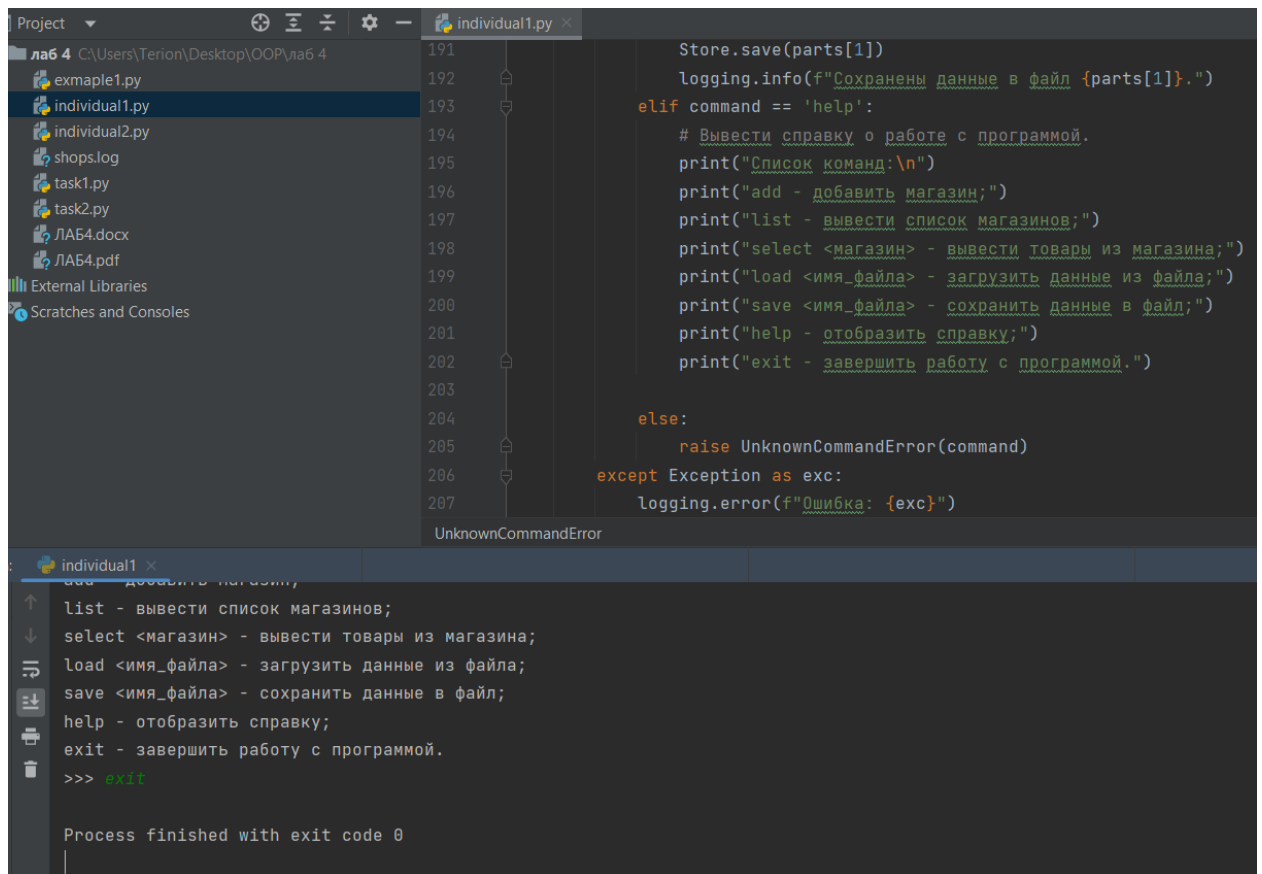 Project
individual1.py
лаб 4 C:\Users\Terion\Desktop\OOP\лаб 4
exmaple1.py
individual1.py
individual2.py
shops.log
task1.py
task2.py
ЛАБ4.docx
ЛАБ4.pdf
External Libraries
Scratches and Consoles
191 Store.save(parts[1])
192 logging.info(f"Сохранены данные в файл {parts[1]}.")
193 elif command == 'help':
194 # Вывести справку о работе с программой.
195 print("Список команд:\n")
196 print("add - добавить магазин;")
197 print("list - вывести список магазинов;")
198 print("select <магазин> - вывести товары из магазина;")
199 print("load <имя_файла> - загрузить данные из файла;")
200 print("save <имя_файла> - сохранить данные в файл;")
201 print("help - отобразить справку;")
202 print("exit - завершить работу с программой.")
203
204 else:
205 raise UnknownCommandError(command)
206 except Exception as exc:
207 logging.error(f"Ошибка: {exc}")
UnknownCommandError
individual1
add - добавить магазин;
list - вывести список магазинов;
select <магазин> - вывести товары из магазина;
load <имя_файла> - загрузить данные из файла;
save <имя_файла> - сохранить данные в файл;
help - отобразить справку;
exit - завершить работу с программой.
>>> exit
Process finished with exit code 0